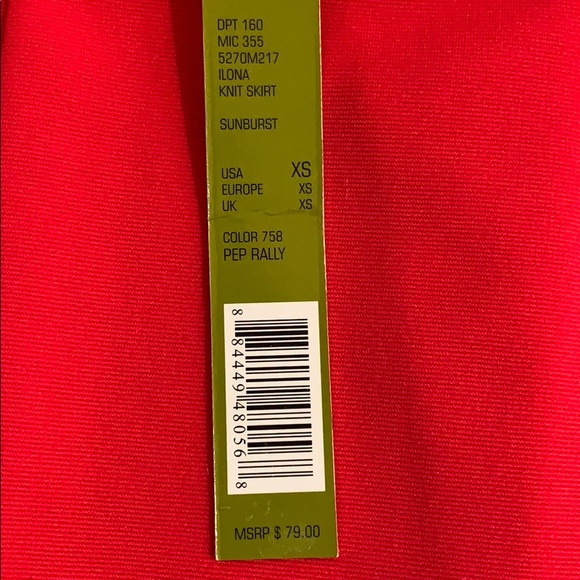 DPT 160
MIC 355
5270M217
ILONA
KNIT SKIRT
SUNBURST
USA XS
EUROPE XS
UK XS
COLOR 758
PEP RALLY
8 84449 48056 8
MSRP $ 79.00